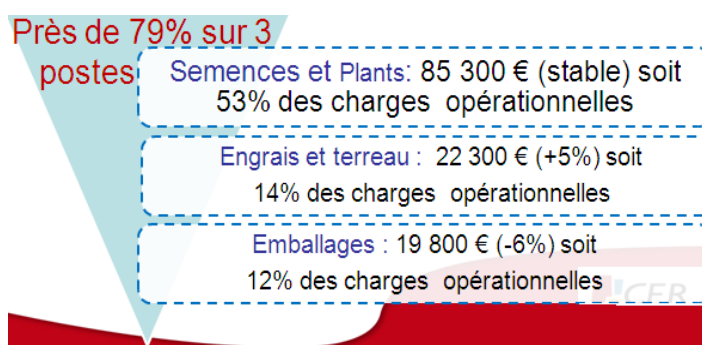 Près de 79% sur 3
postes
Semences et Plants: 85 300 € (stable) soit
53% des charges opérationnelles
Engrais et terreau : 22 300 € (+5%) soit
14% des charges opérationnelles
Emballages : 19 800 € (-6%) soit
12% des charges opérationnelles
CER